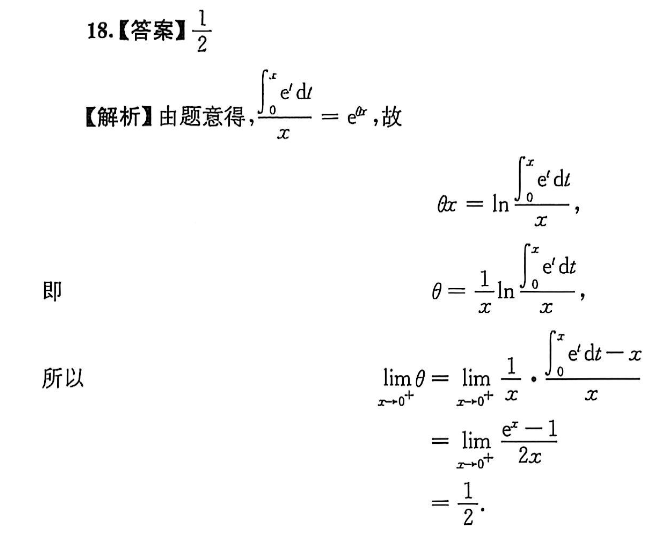 18.【答案】$\frac{1}{2}$
【解析】由题意得,$\frac{\int_0^x e^t dt}{x} = e^{\theta x}$,故
$\theta x = \ln \frac{\int_0^x e^t dt}{x}$,
即 $\theta = \frac{1}{x} \ln \frac{\int_0^x e^t dt}{x}$,
所以 $\lim_{x \to 0^+} \theta = \lim_{x \to 0^+} \frac{1}{x} \cdot \frac{\int_0^x e^t dt - x}{x}$
$= \lim_{x \to 0^+} \frac{e^x - 1}{2x}$
$= \frac{1}{2}.$